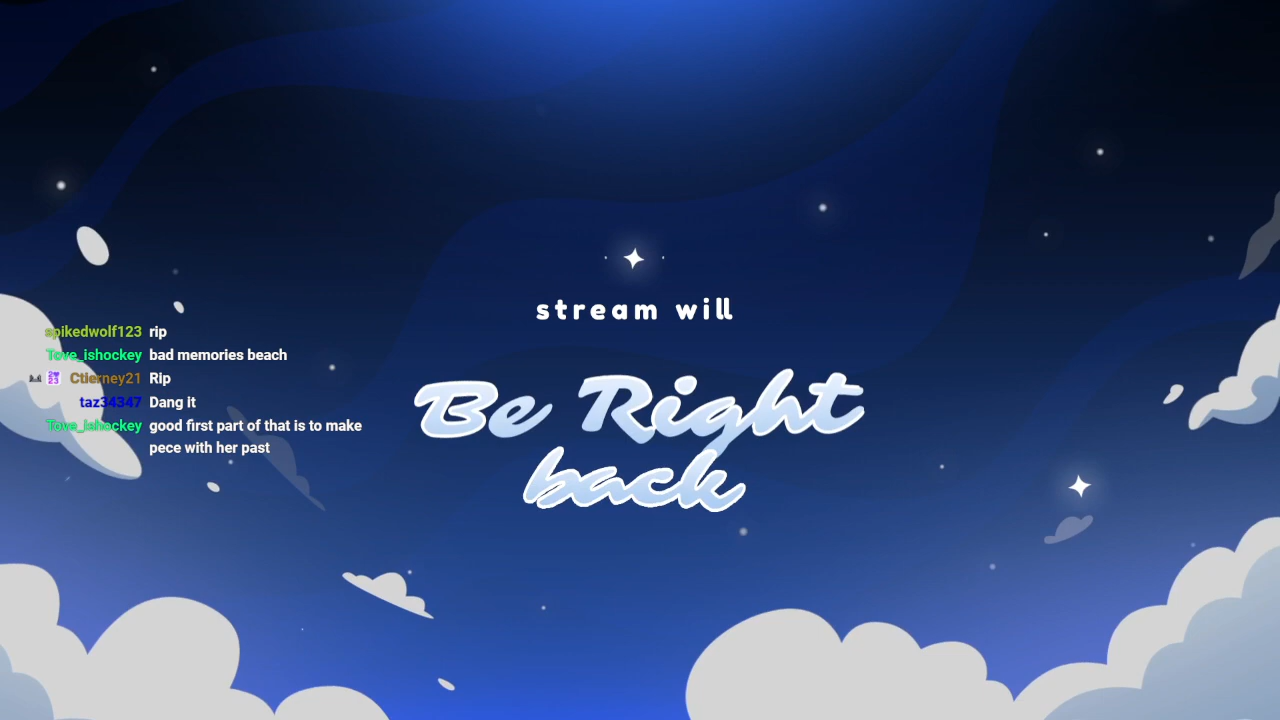 stream will
Be Right
back
spikedwolf123 rip
Tove_ishockey bad memories beach
Ctierney21 Rip
taz34347 Dang it
Tove_ishockey good first part of that is to make
pece with her past